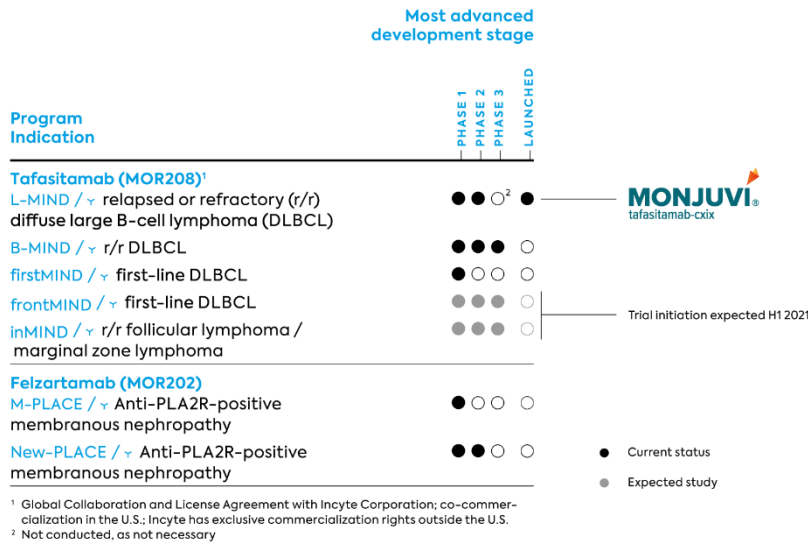 Most advanced
development stage
Program
Indication
PHASE 1
PHASE 2
PHASE 3
LAUNCHED
Tafasitamab (MOR208)¹
L-MIND / relapsed or refractory (r/r)
diffuse large B-cell lymphoma (DLBCL)
2
MONJUVI®
tafasitamab-cxix
B-MIND / r/r DLBCL
firstMIND / first-line DLBCL
frontMIND / first-line DLBCL
inMIND / r/r follicular lymphoma /
marginal zone lymphoma
Trial initiation expected H1 2021
Felzartamab (MOR202)
M-PLACE / Anti-PLA2R-positive
membranous nephropathy
New-PLACE / Anti-PLA2R-positive
membranous nephropathy
Current status
Expected study
¹ Global Collaboration and License Agreement with Incyte Corporation; co-commer-
cialization in the U.S.; Incyte has exclusive commercialization rights outside the U.S.
² Not conducted, as not necessary